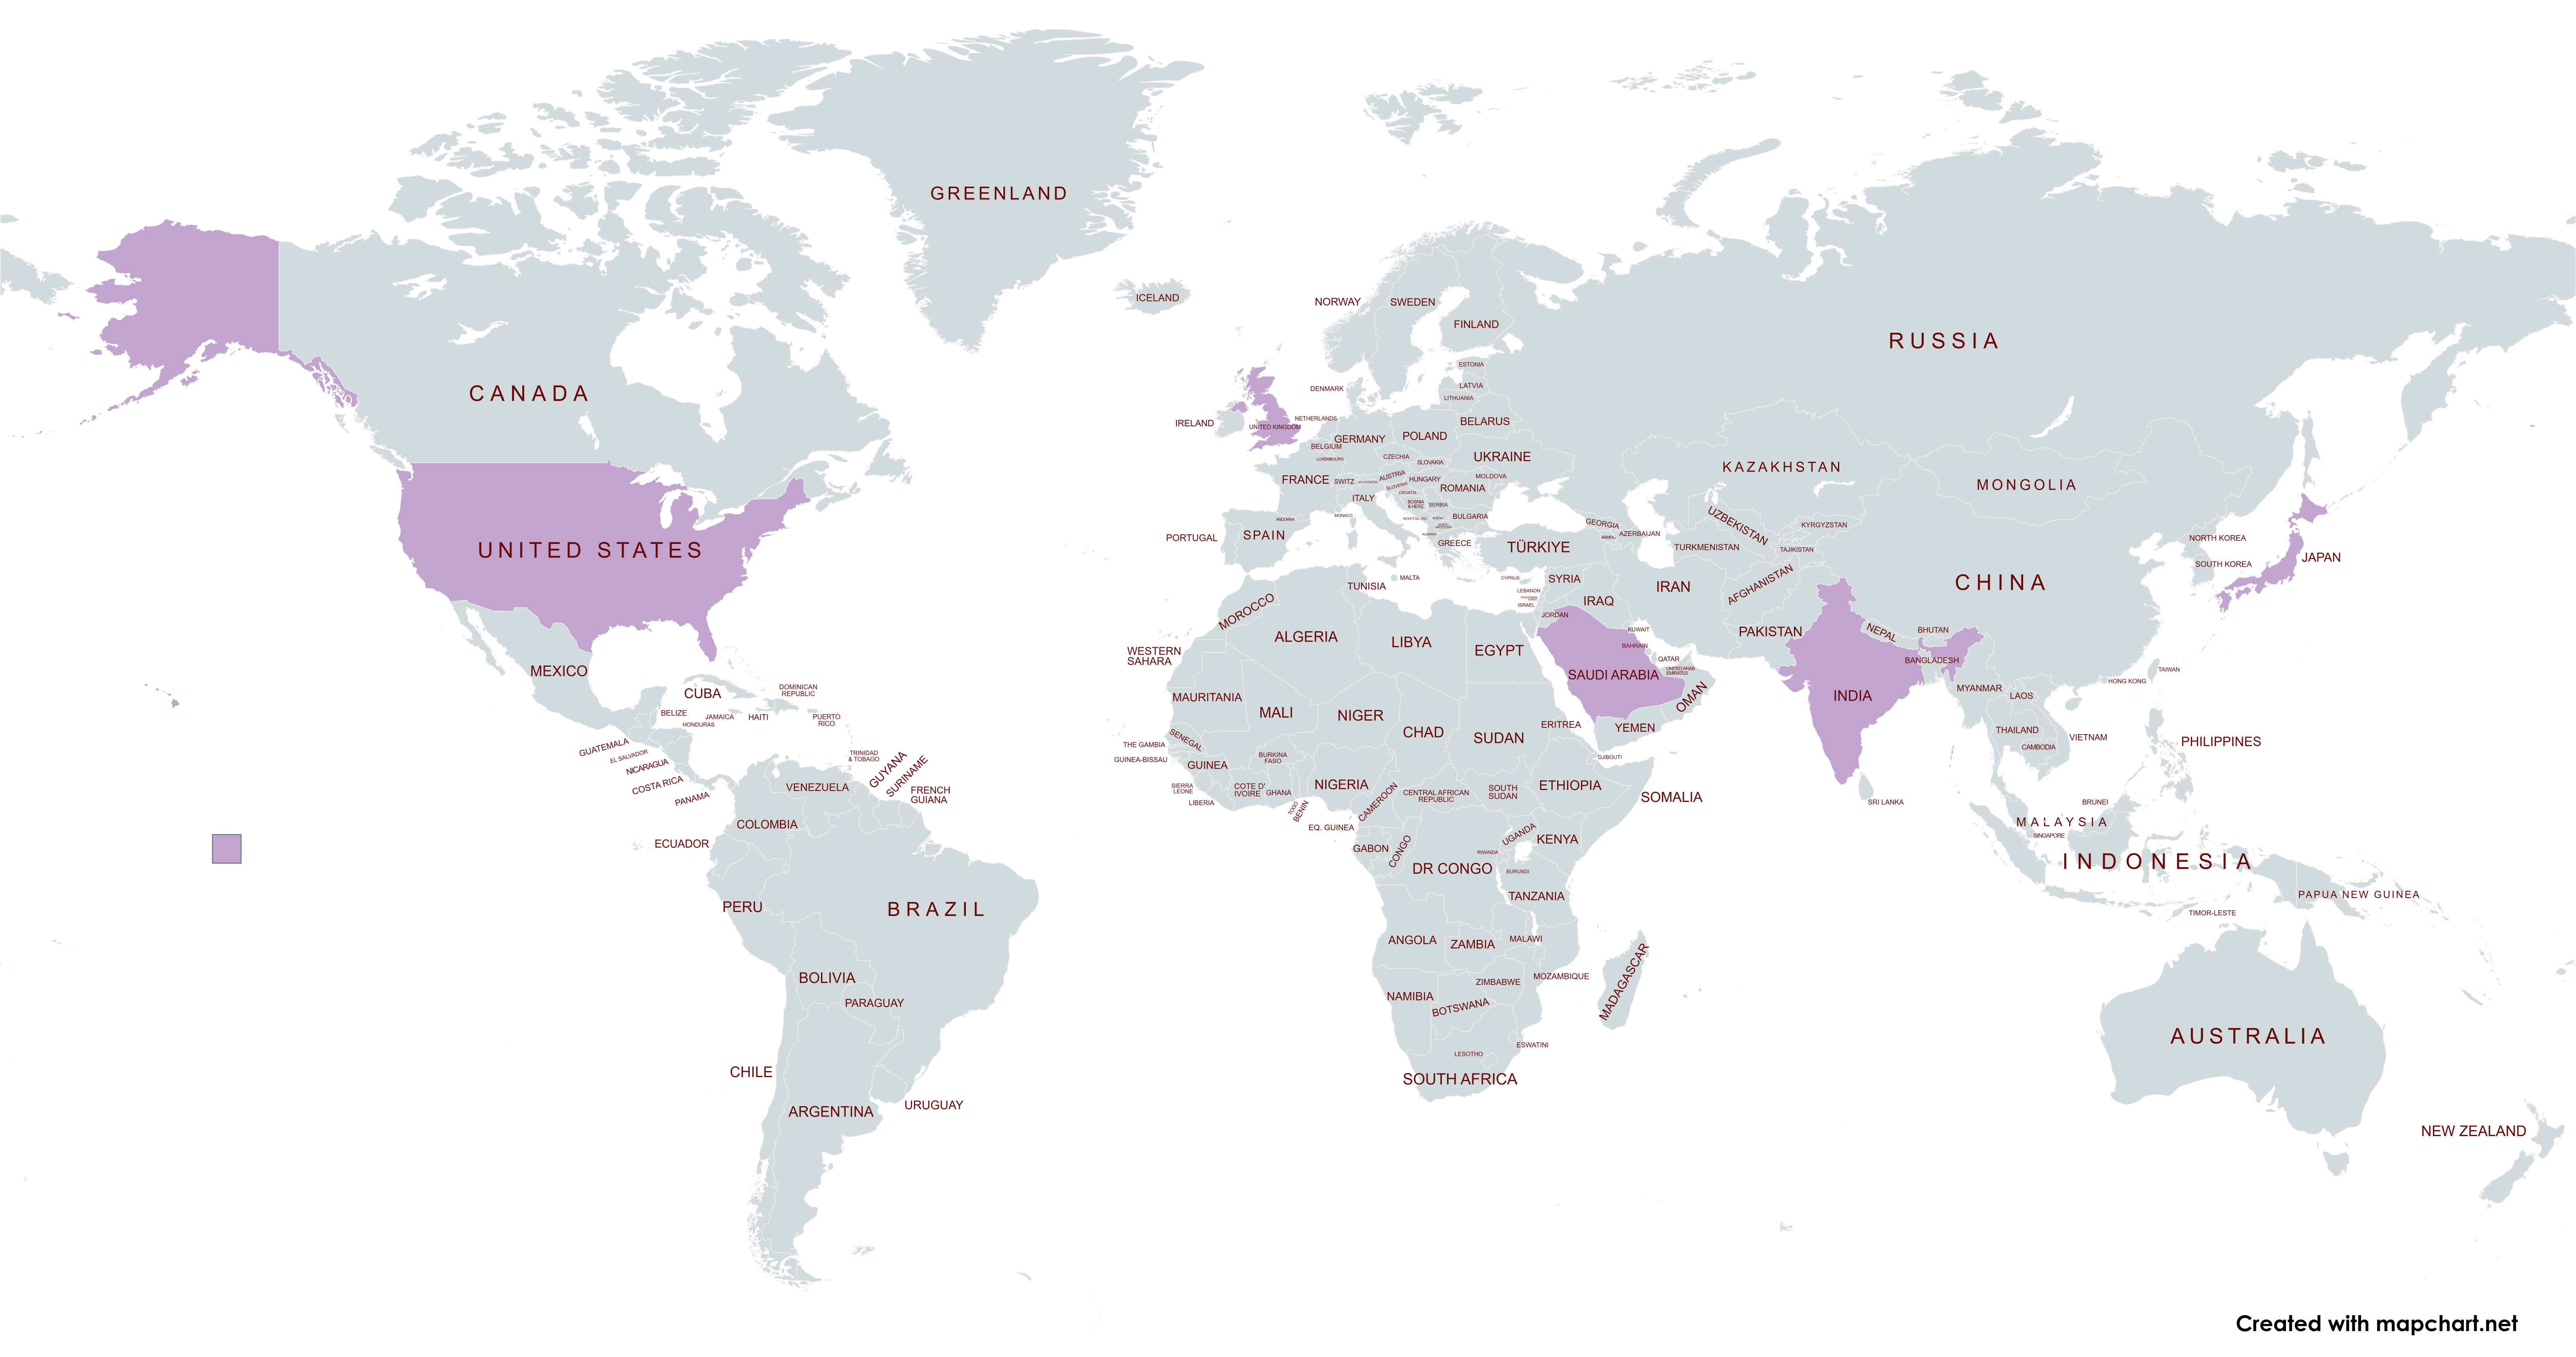 GREENLAND
ICELAND
NORWAY
SWEDEN
FINLAND
RUSSIA
ESTONIA
LATVIA
LITHUANIA
DENMARK
CANADA
IRELAND
UNITED KINGDOM
NETHERLANDS
BELARUS
GERMANY
POLAND
BELGIUM
LUXEMBOURG
CZECHIA
SLOVAKIA
UKRAINE
KAZAKHSTAN
MONGOLIA
FRANCE
SWITZ.
AUSTRIA
HUNGARY
MOLDOVA
SLOVENIA
ROMANIA
CROATIA
ITALY
BOSNIA
& HERZ.
SERBIA
MONACO
ANDORRA
BULGARIA
GEORGIA
UZBEKISTAN
KYRGYZSTAN
PORTUGAL
SPAIN
ALBANIA
GREECE
TÜRKIYE
ARMEN.
AZERBAIJAN
TURKMENISTAN
TAJIKISTAN
NORTH KOREA
SOUTH KOREA
JAPAN
UNITED STATES
CHINA
TUNISIA
MALTA
CYPRUS
SYRIA
LEBANON
ISRAEL
IRAQ
IRAN
AFGHANISTAN
JORDAN
MOROCCO
ALGERIA
LIBYA
EGYPT
KUWAIT
BAHRAIN
QATAR
UNITED ARAB
EMIRATES
PAKISTAN
NEPAL
BHUTAN
BANGLADESH
WESTERN
SAHARA
MEXICO
SAUDI ARABIA
OMAN
INDIA
MYANMAR
LAOS
HONG KONG
TAIWAN
CUBA
DOMINICAN
REPUBLIC
BELIZE
JAMAICA
HAITI
HONDURAS
PUERTO
RICO
MAURITANIA
MALI
NIGER
CHAD
SUDAN
ERITREA
YEMEN
THAILAND
CAMBODIA
VIETNAM
PHILIPPINES
GUATEMALA
EL SALVADOR
NICARAGUA
COSTA RICA
PANAMA
TRINIDAD
& TOBAGO
THE GAMBIA
SENEGAL
GUINEA-BISSAU
GUINEA
BURKINA
FASO
DJIBOUTI
VENEZUELA
GUYANA
SURINAME
FRENCH
GUIANA
SIERRA
LEONE
LIBERIA
COTE D'
IVOIRE
GHANA
TOGO
BENIN
NIGERIA
CAMEROON
CENTRAL AFRICAN
REPUBLIC
SOUTH
SUDAN
ETHIOPIA
SOMALIA
SRI LANKA
BRUNEI
MALAYSIA
SINGAPORE
COLOMBIA
ECUADOR
EQ. GUINEA
GABON
CONGO
DR CONGO
UGANDA
KENYA
RWANDA
BURUNDI
TANZANIA
INDONESIA
PAPUA NEW GUINEA
TIMOR-LESTE
PERU
BRAZIL
ANGOLA
ZAMBIA
MALAWI
MOZAMBIQUE
MADAGASCAR
BOLIVIA
PARAGUAY
NAMIBIA
ZIMBABWE
BOTSWANA
ESWATINI
LESOTHO
SOUTH AFRICA
AUSTRALIA
CHILE
ARGENTINA
URUGUAY
NEW ZEALAND
Created with mapchart.net